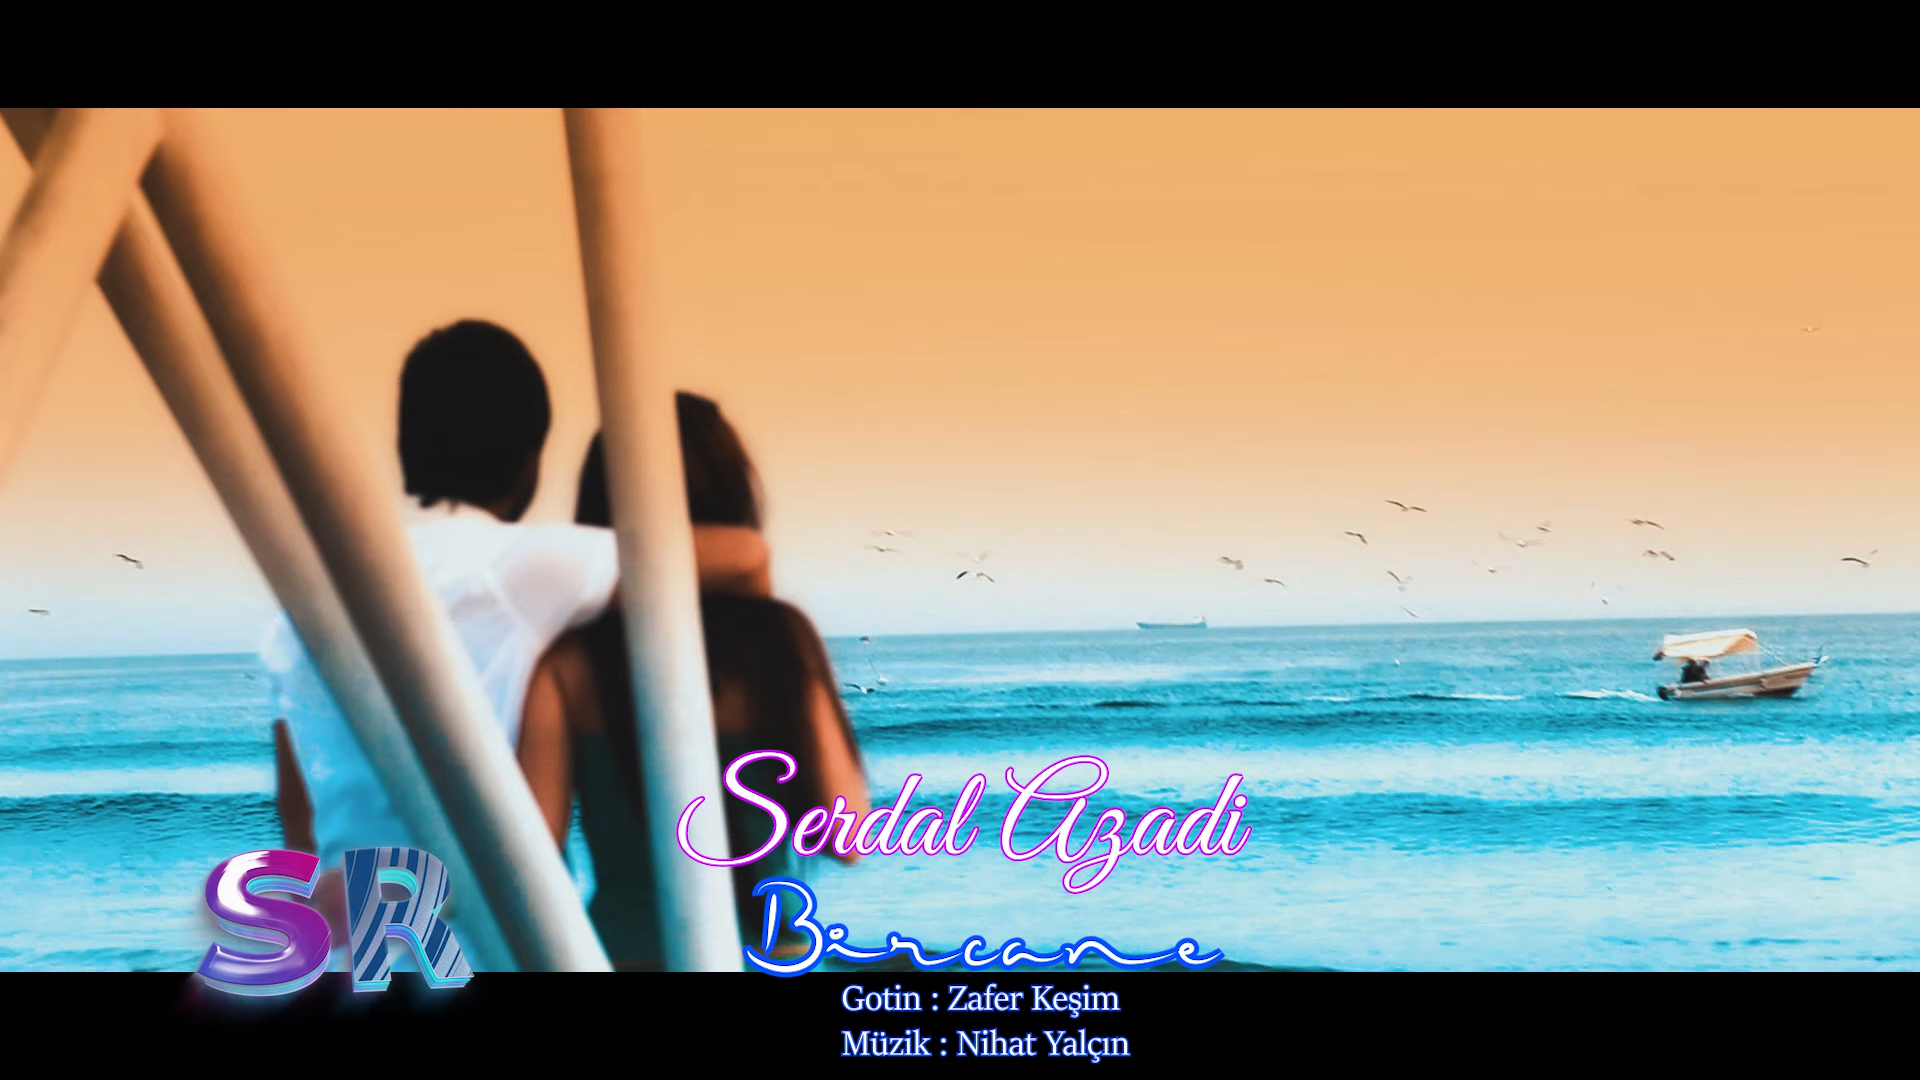 Serdal Azadi
Bircane
SR
Gotin : Zafer Keşim
Müzik : Nihat Yalçın